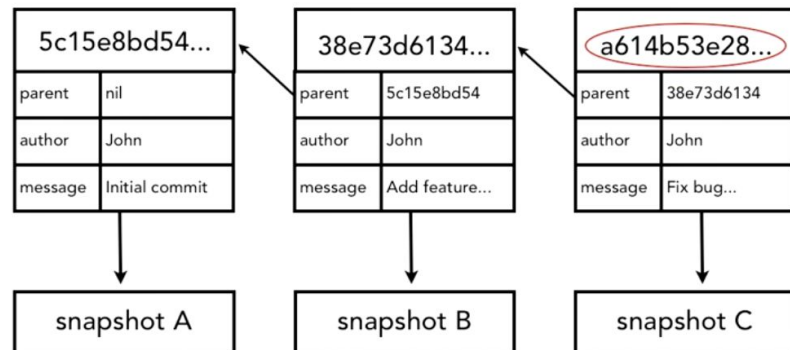 5c15e8bd54...
parent nil
author John
message Initial commit
snapshot A
38e73d6134...
parent 5c15e8bd54
author John
message Add feature...
snapshot B
a614b53e28...
parent 38e73d6134
author John
message Fix bug...
snapshot C